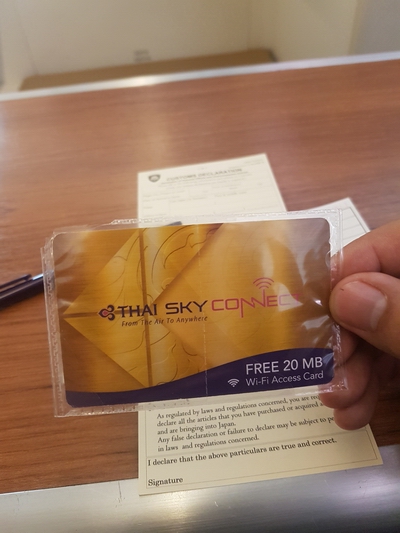 CUSTOMS DECLARATION
THAI SKY CONNECT
From The Air To Anywhere
FREE 20 MB
Wi-Fi Access Card
As regulated by laws and regulations concerned, you are
declare all the articles that you have purchased or acquired
and are bringing into Japan.
Any false declaration or failure to declare may be subject to
in laws and regulations concerned.
I declare that the above particulars are true and correct.
Signature